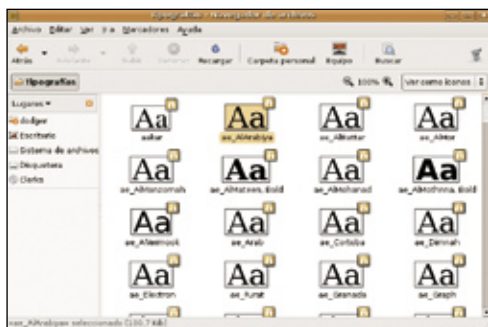 Tipografías - Navegador de archivos
Archivo Editar Ver Ir a Marcadores Ayuda
Atrás Adelante Subir Detener Recargar Carpeta personal Equipo Buscar
Tipografías 100% Ver como Iconos
Lugares
dodger
Escritorio
Sistema de archivos
Disquetera
Aa Aa Aa Aa
aakar ae_AlArabiya ae_AlBattar ae_AlHor
Aa Aa Aa Aa
ae_AlManzomah ae_AlMateen, Bold ae_AlMohanad ae_AlMothnna, Bold
Aa Aa Aa Aa
ae_AlYermook ae_Arab ae_Cortoba ae_Dimnah
Aa Aa Aa Aa
ae_Electron ae_Furat ae_Granada ae_Graph
«ae_AlArabiya» seleccionado (100.7 KiB)